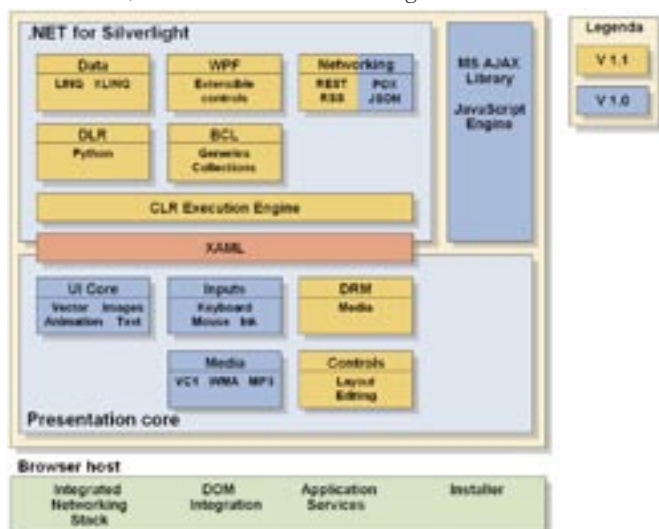 .NET for Silverlight
Data
LINQ XLINQ
WPF
Extensible
controls
Networking
REST POX
RSS JSON
MS AJAX
Library
JavaScript
Engine
Legenda
V 1.1
V 1.0
DLR
Python
BCL
Generics
Collections
CLR Execution Engine
XAML
UI Core
Vector Images
Animation Text
Inputs
Keyboard
Mouse Ink
DRM
Media
Media
VC1 WMA MP3
Controls
Layout
Editing
Presentation core
Browser host
Integrated
Networking
Stack
DOM
Integration
Application
Services
Installer